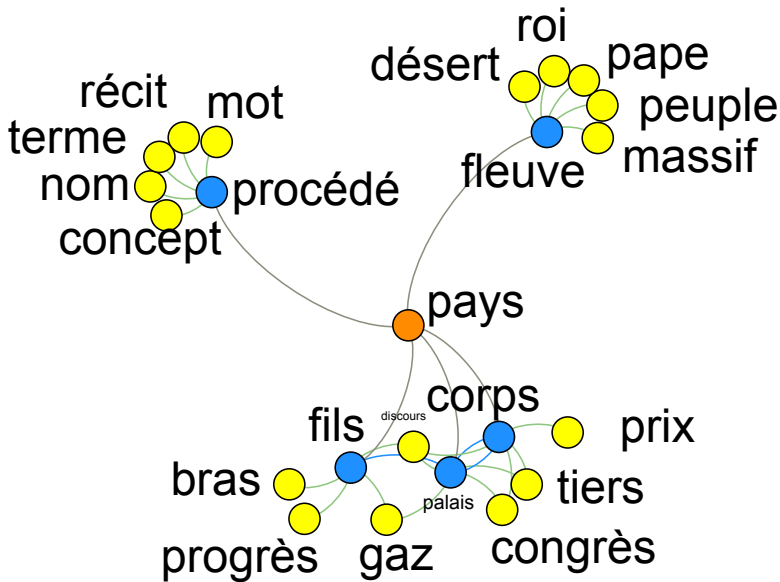 roi
désert
pape
récit
mot
peuple
terme
massif
nom
procédé
fleuve
concept
pays
corps
discours
fils
prix
bras
palais
tiers
progrès
gaz
congrès